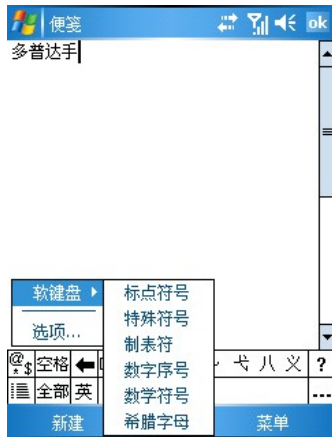 便笺 ok
多普达手
软键盘
选项...
标点符号
特殊符号
制表符
数字序号
数学符号
希腊字母
@ $ * 空格 弋 八 义 ?
全部 英 ...
新建 菜单